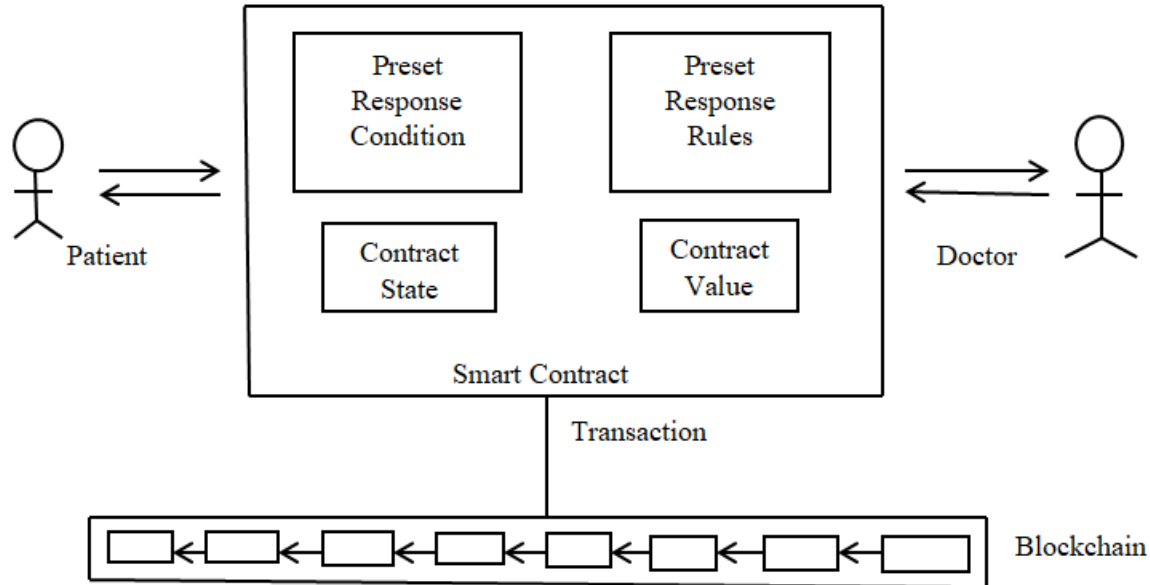 Preset
Response
Condition
Preset
Response
Rules
Patient
Contract
State
Contract
Value
Doctor
Smart Contract
Transaction
Blockchain